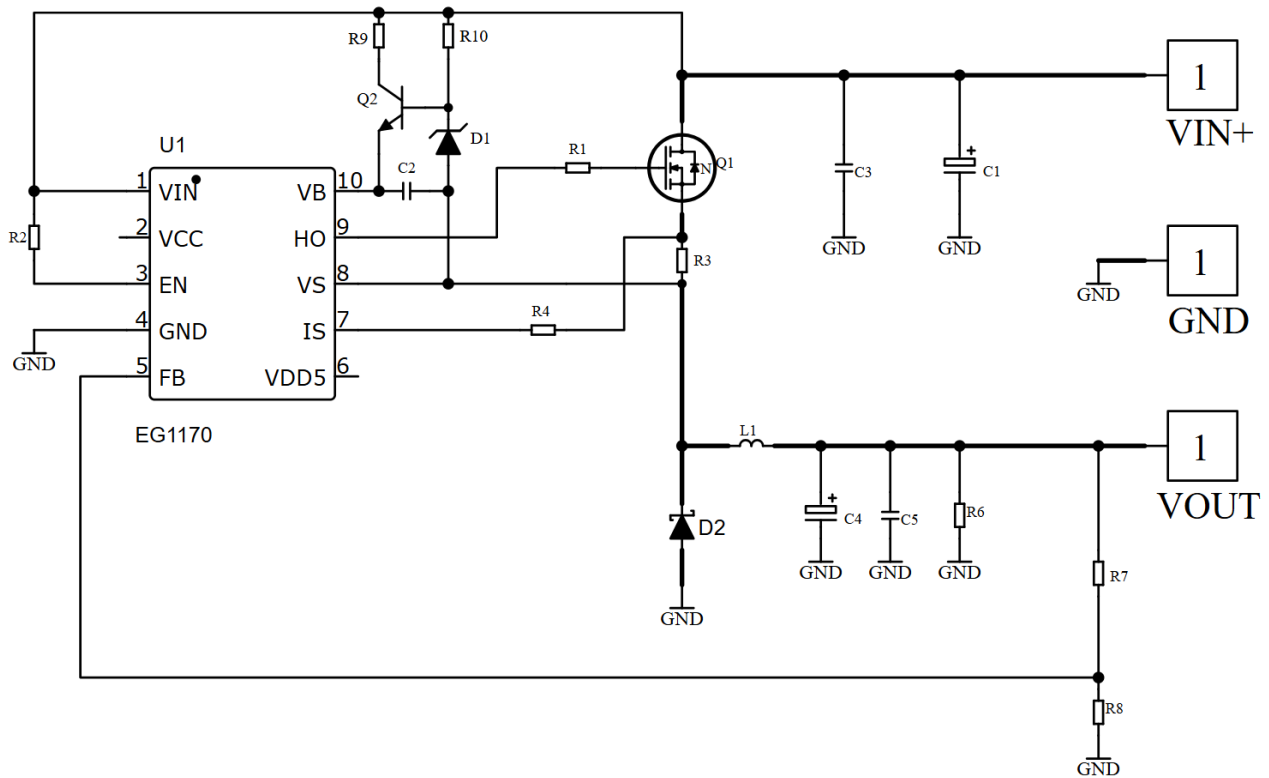 R9
R10
1
VIN+
Q2
D1
U1
R1
N
Q1
C3
+
C1
1
VIN
VB
10
C2
GND
GND
R2
2
VCC
HO
9
R3
1
GND
GND
3
EN
VS
8
R4
4
GND
IS
7
GND
5
FB
VDD5
6
EG1170
L1
1
VOUT
D2
+
C4
C5
R6
GND
GND
GND
R7
GND
R8
GND